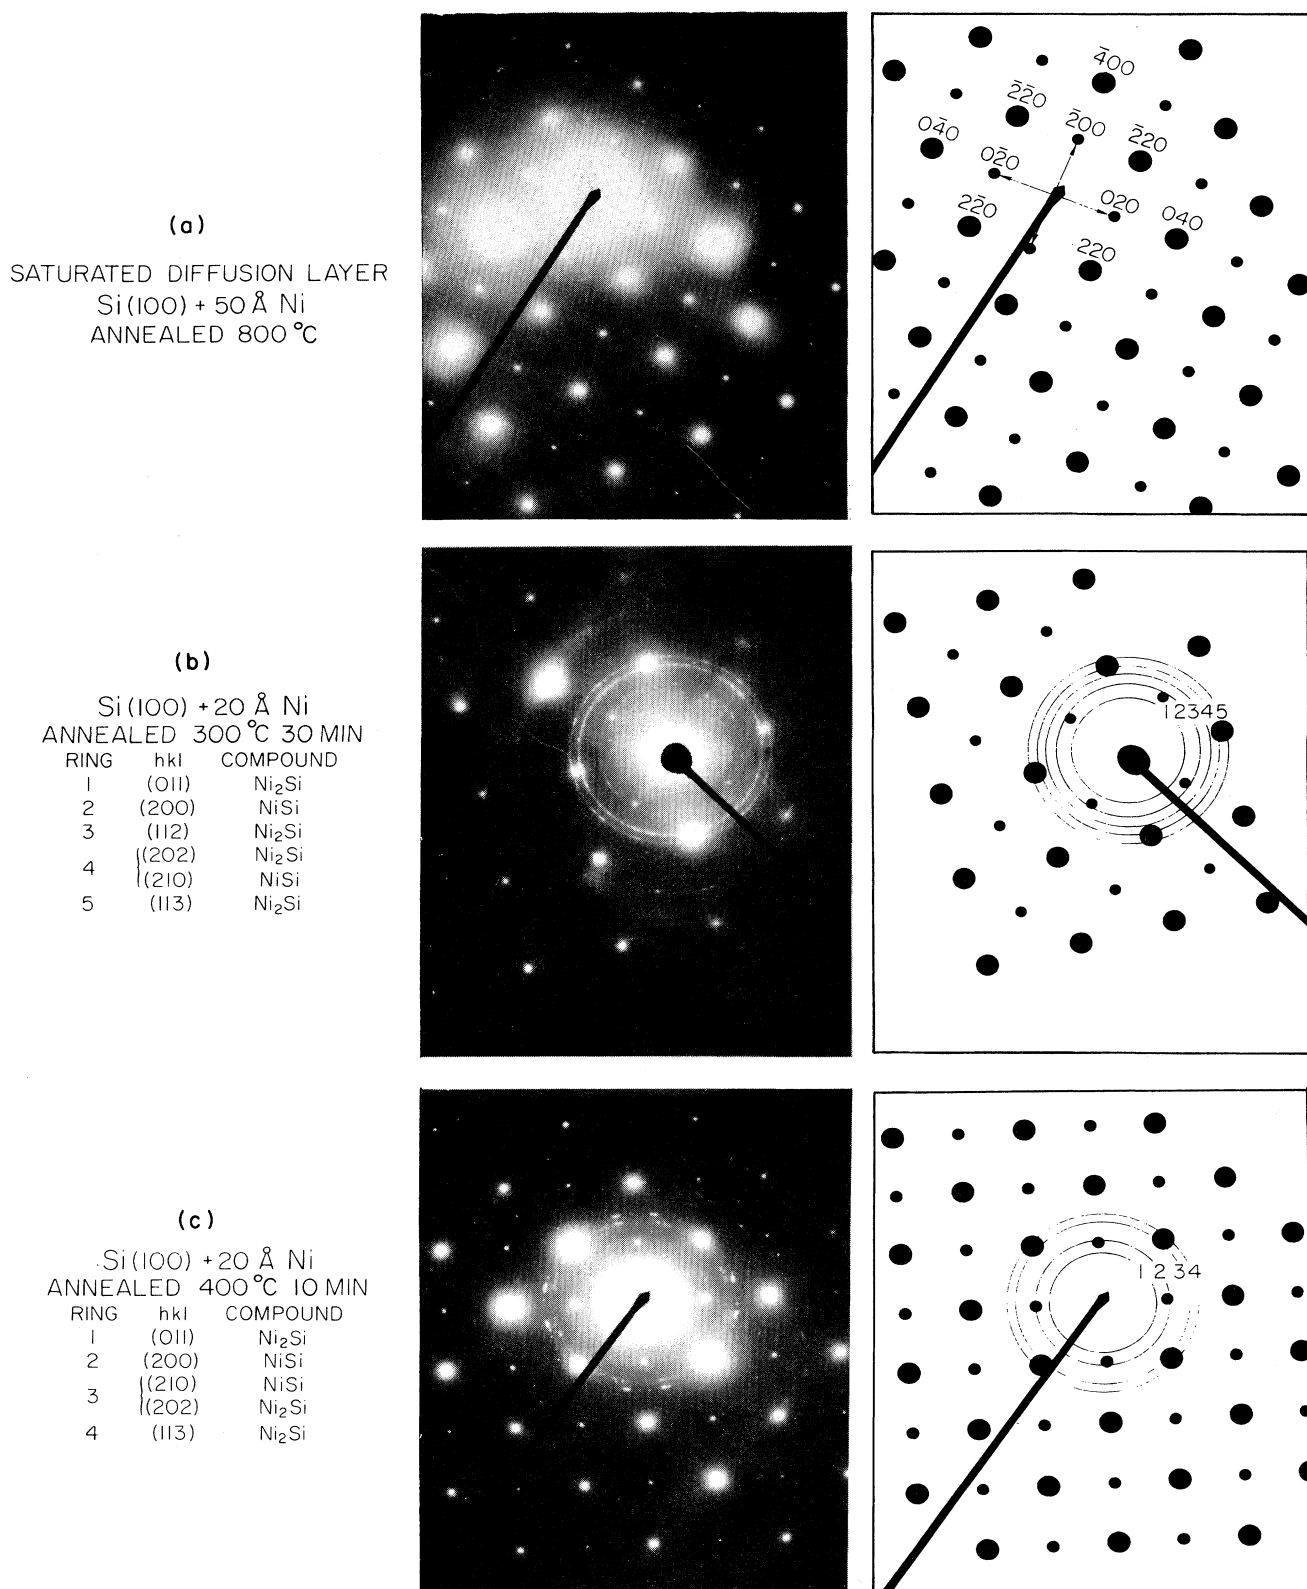 (a)
SATURATED DIFFUSION LAYER
Si(100) + 50 Å Ni
ANNEALED 800 °C
4̄00
2̄2̄0
2̄00
04̄0
2̄20
02̄0
020
040
22̄0
220
(b)
Si(100) + 20 Å Ni
ANNEALED 300 °C 30 MIN
RING hkl COMPOUND
1 (011) Ni₂Si
2 (200) NiSi
3 (112) Ni₂Si
4 {(202) Ni₂Si
(210) NiSi
5 (113) Ni₂Si
12345
(c)
Si(100) + 20 Å Ni
ANNEALED 400 °C 10 MIN
RING hkl COMPOUND
1 (011) Ni₂Si
2 (200) NiSi
3 {(210) NiSi
(202) Ni₂Si
4 (113) Ni₂Si
1 2 3 4